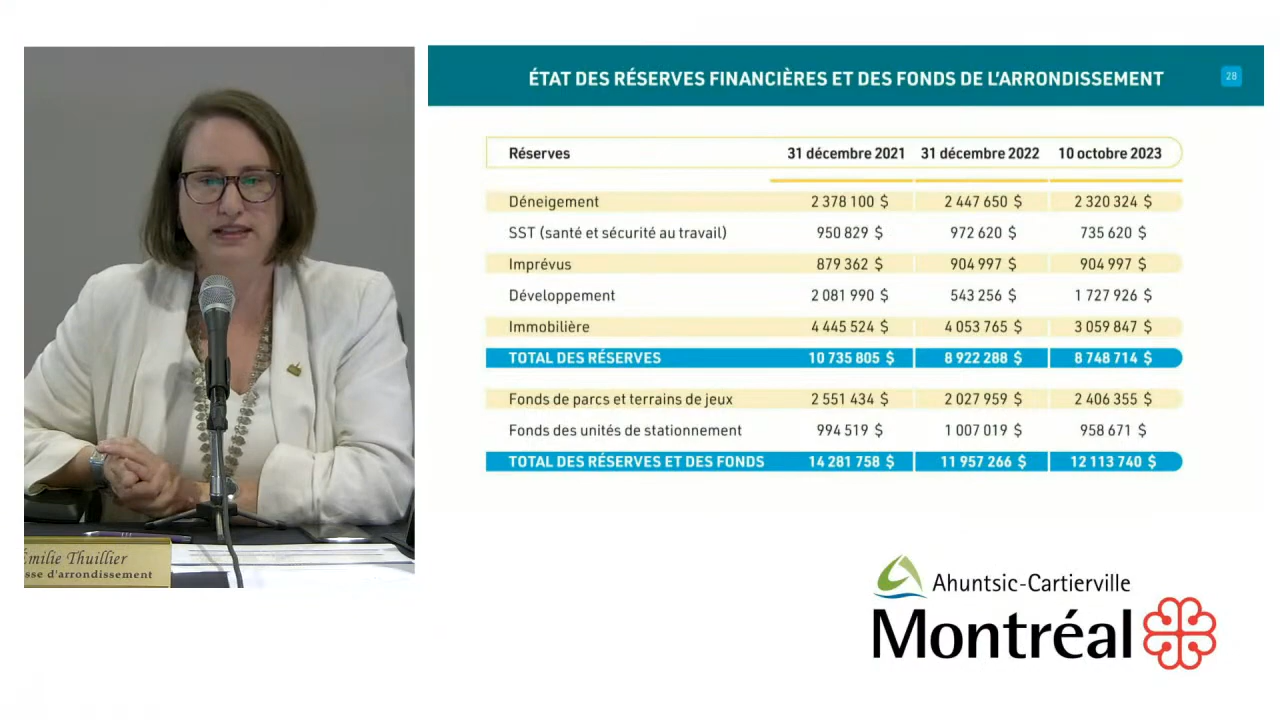 ÉTAT DES RÉSERVES FINANCIÈRES ET DES FONDS DE L'ARRONDISSEMENT 28
Réserves 31 décembre 2021 31 décembre 2022 10 octobre 2023
Déneigement 2 378 100 $ 2 447 650 $ 2 320 324 $
SST (santé et sécurité au travail) 950 829 $ 972 620 $ 735 620 $
Imprévus 879 362 $ 904 997 $ 904 997 $
Développement 2 081 990 $ 543 256 $ 1 727 926 $
Immobilière 4 445 524 $ 4 053 765 $ 3 059 847 $
TOTAL DES RÉSERVES 10 735 805 $ 8 922 288 $ 8 748 714 $
Fonds de parcs et terrains de jeux 2 551 434 $ 2 027 959 $ 2 406 355 $
Fonds des unités de stationnement 994 519 $ 1 007 019 $ 958 671 $
TOTAL DES RÉSERVES ET DES FONDS 14 281 758 $ 11 957 266 $ 12 113 740 $
Émilie Thuillier
sse d'arrondissement
Ahuntsic-Cartierville
Montréal